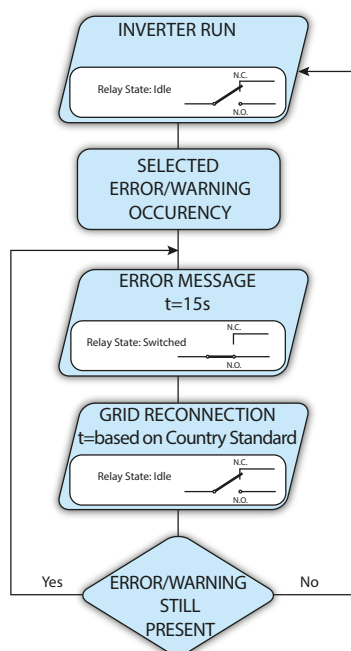 INVERTER RUN
N.C.
Relay State: Idle
N.O.
SELECTED
ERROR/WARNING
OCCURENCY
ERROR MESSAGE
t=15s
N.C.
Relay State: Switched
N.O.
GRID RECONNECTION
t=based on Country Standard
N.C.
Relay State: Idle
N.O.
Yes
No
ERROR/WARNING
STILL
PRESENT